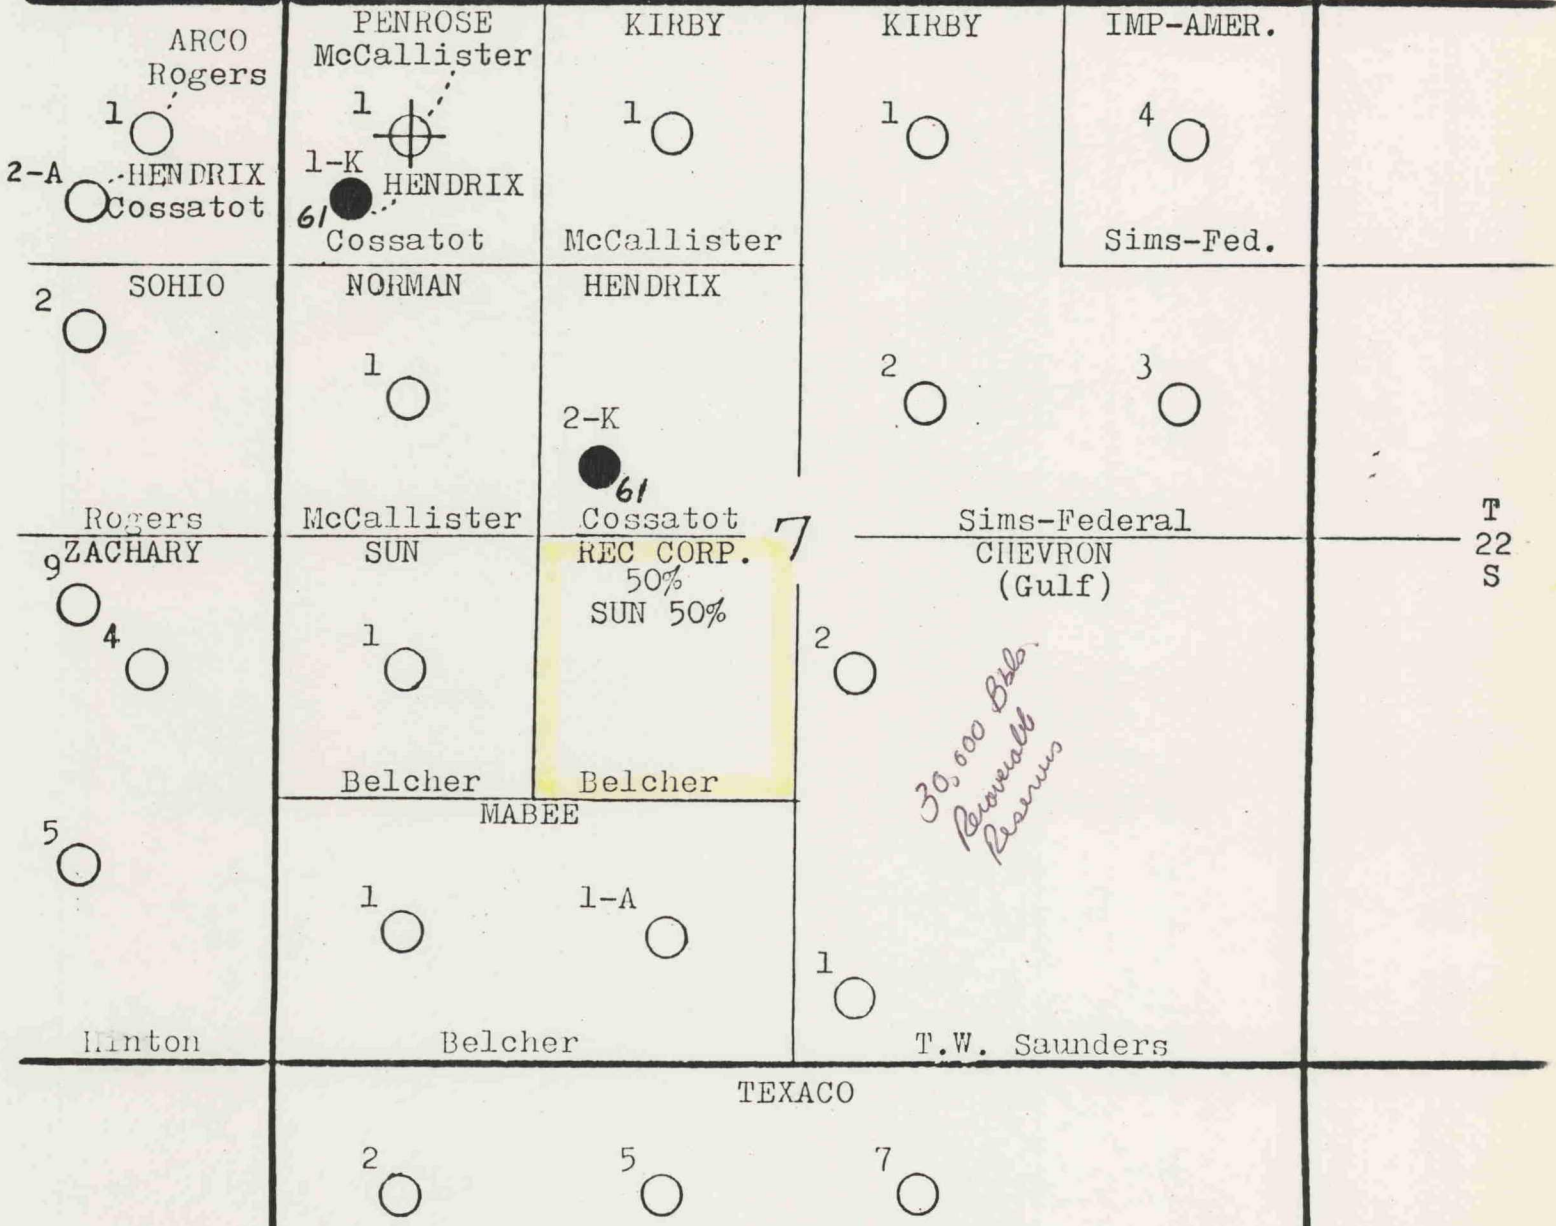 ARCO
Rogers
1
2-A
HENDRIX
Cossatot
PENROSE
McCallister
1
1-K
HENDRIX
61
Cossatot
KIRBY
1
McCallister
KIRBY
1
IMP-AMER.
4
Sims-Fed.
SOHIO
2
Rogers
NORMAN
1
McCallister
HENDRIX
2-K
61
Cossatot
2
3
Sims-Federal
7
T
22
S
ZACHARY
9
4
5
Hinton
SUN
1
Belcher
REC CORP.
50%
SUN 50%
Belcher
CHEVRON
(Gulf)
2
30,000 Bbls.
Recoverable
Reserves
1
T.W. Saunders
MABEE
1
1-A
Belcher
TEXACO
2
5
7